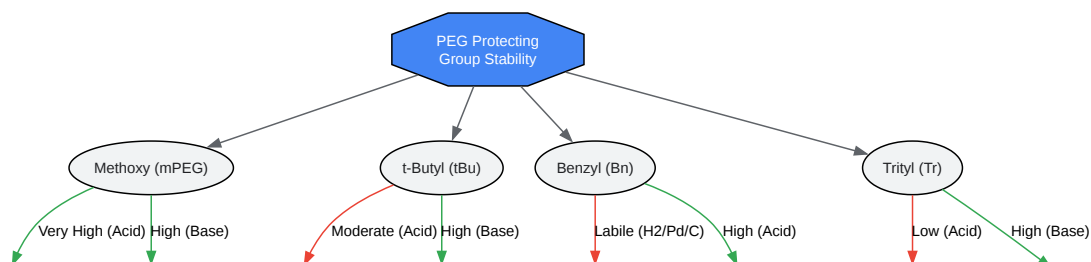 PEG Protecting
Group Stability
Methoxy (mPEG)
t-Butyl (tBu)
Benzyl (Bn)
Trityl (Tr)
Very High (Acid)
High (Base)
Moderate (Acid)
High (Base)
Labile (H2/Pd/C)
High (Acid)
Low (Acid)
High (Base)